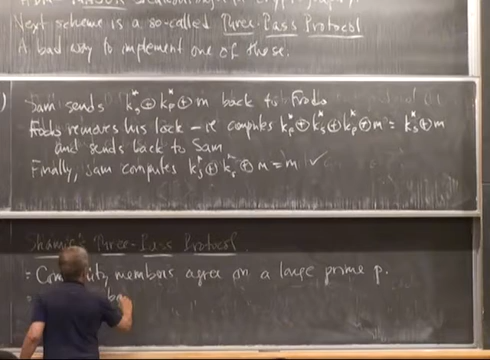 Next scheme is a so-called Three-Pass Protocol
A bad way to implement one of these.
) Sam sends k*s ⊕ k*F ⊕ m back to Frodo
Frodo removes his lock – ie computes k*F ⊕ k*s ⊕ k*F ⊕ m = k*s ⊕ m
and sends back to Sam
Finally, Sam computes k*s ⊕ k*s ⊕ m = m ✓
Shamir's Three-Pass Protocol
members agree on a large prime p.